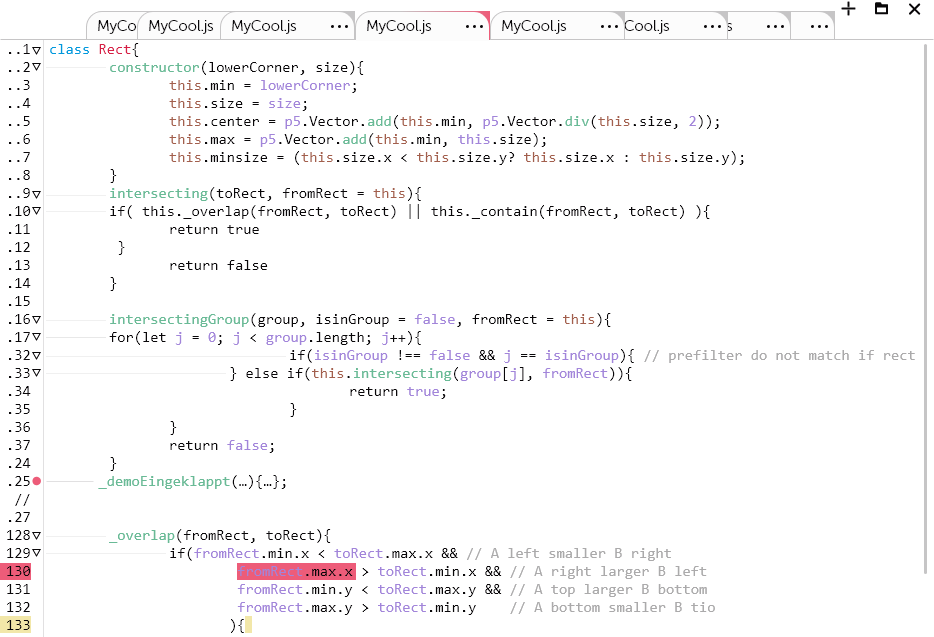 MyCo MyCool.js MyCool.js ... MyCool.js ... MyCool.js ... Cool.js ... s ... ...
..1 class Rect{
..2 constructor(lowerCorner, size){
..3 this.min = lowerCorner;
..4 this.size = size;
..5 this.center = p5.Vector.add(this.min, p5.Vector.div(this.size, 2));
..6 this.max = p5.Vector.add(this.min, this.size);
..7 this.minsize = (this.size.x < this.size.y? this.size.x : this.size.y);
..8 }
..9 intersecting(toRect, fromRect = this){
.10 if( this._overlap(fromRect, toRect) || this._contain(fromRect, toRect) ){
.11 return true
.12 }
.13 return false
.14 }
.15
.16 intersectingGroup(group, isinGroup = false, fromRect = this){
.17 for(let j = 0; j < group.length; j++){
.32 if(isinGroup !== false && j == isinGroup){ // prefilter do not match if rect
.33 } else if(this.intersecting(group[j], fromRect)){
.34 return true;
.35 }
.36 }
.37 return false;
.24 }
.25 _demoEingeklappt(…){…};
//
.27
128 _overlap(fromRect, toRect){
129 if(fromRect.min.x < toRect.max.x && // A left smaller B right
130 fromRect.max.x > toRect.min.x && // A right larger B left
131 fromRect.min.y < toRect.max.y && // A top larger B bottom
132 fromRect.max.y > toRect.min.y // A bottom smaller B tio
133 ){